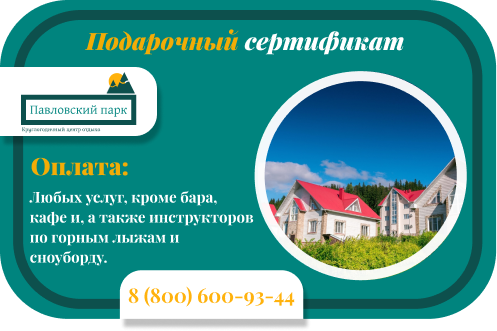 Подарочный сертификат
Павловский парк
Круглогодичный центр отдыха
Оплата:
Любых услуг, кроме бара,
кафе и, а также инструкторов
по горным лыжам и
сноуборду.
8 (800) 600-93-44